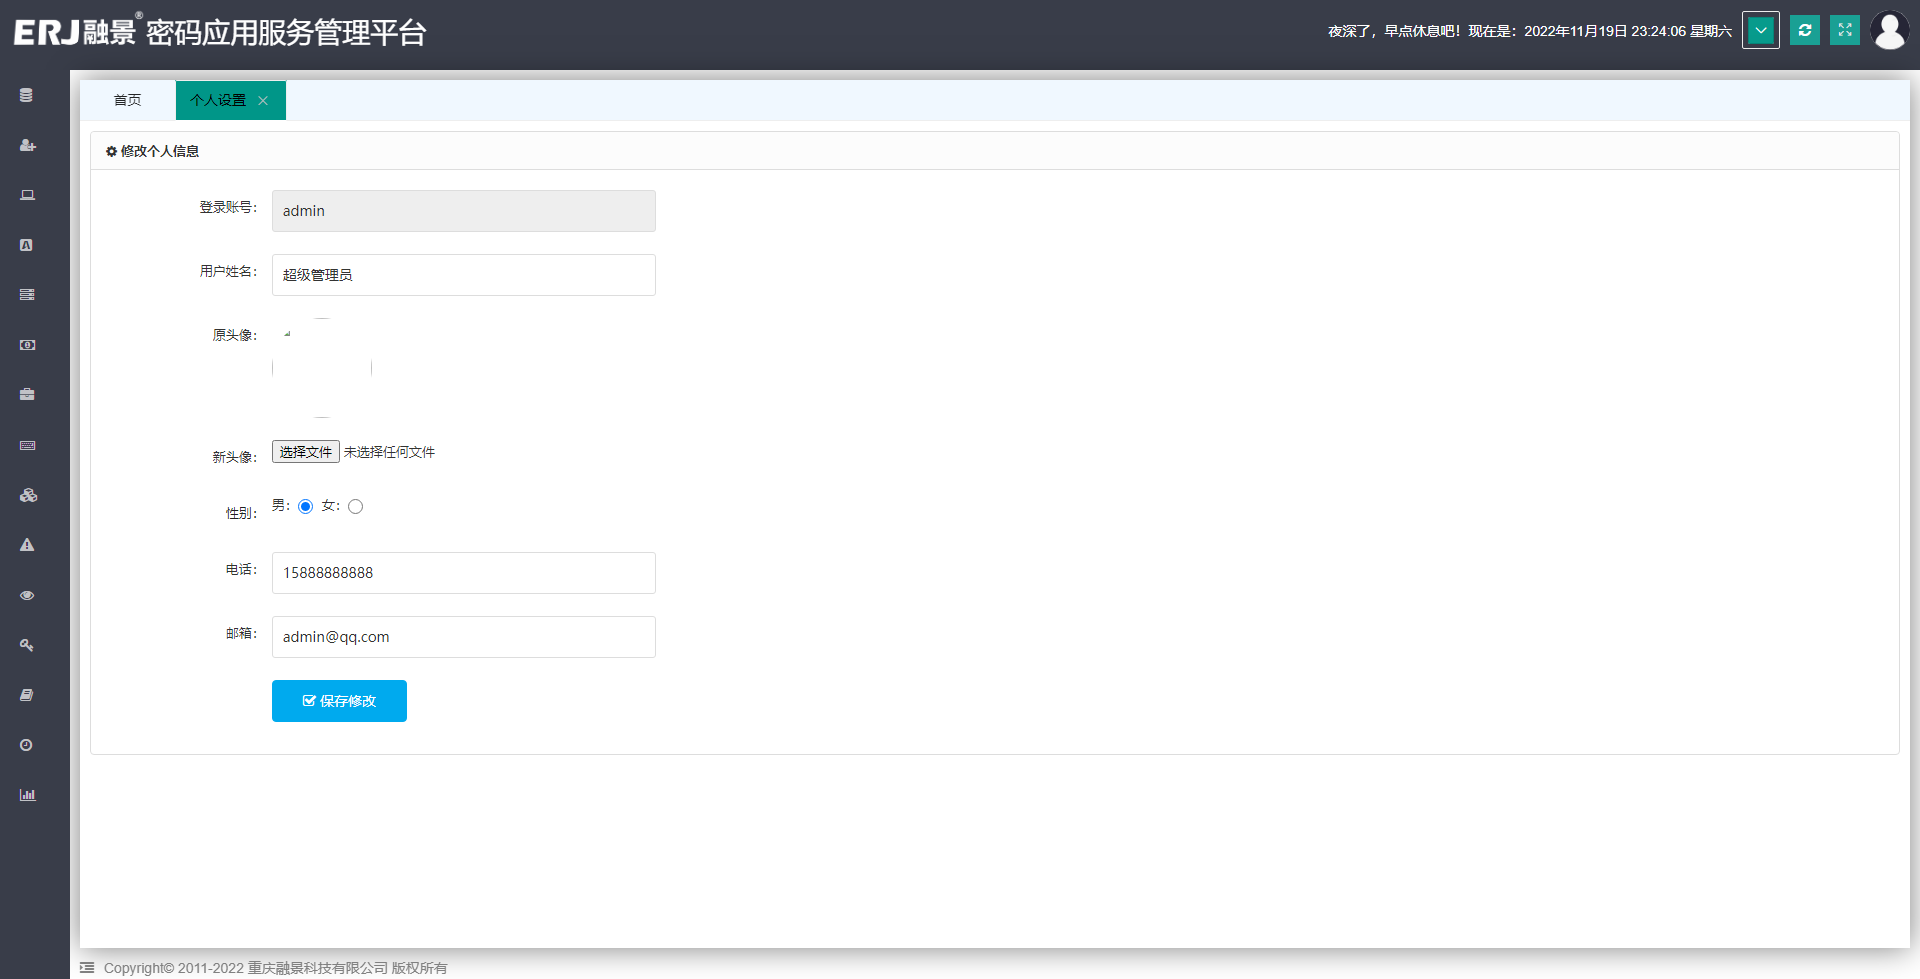 ERJ融景® 密码应用服务管理平台
夜深了，早点休息吧！现在是：2022年11月19日 23:24:06 星期六
首页
个人设置
修改个人信息
登录账号： admin
用户姓名： 超级管理员
原头像：
新头像： 选择文件 未选择任何文件
性别： 男： 女：
电话： 15888888888
邮箱： admin@qq.com
保存修改
Copyright© 2011-2022 重庆融景科技有限公司 版权所有